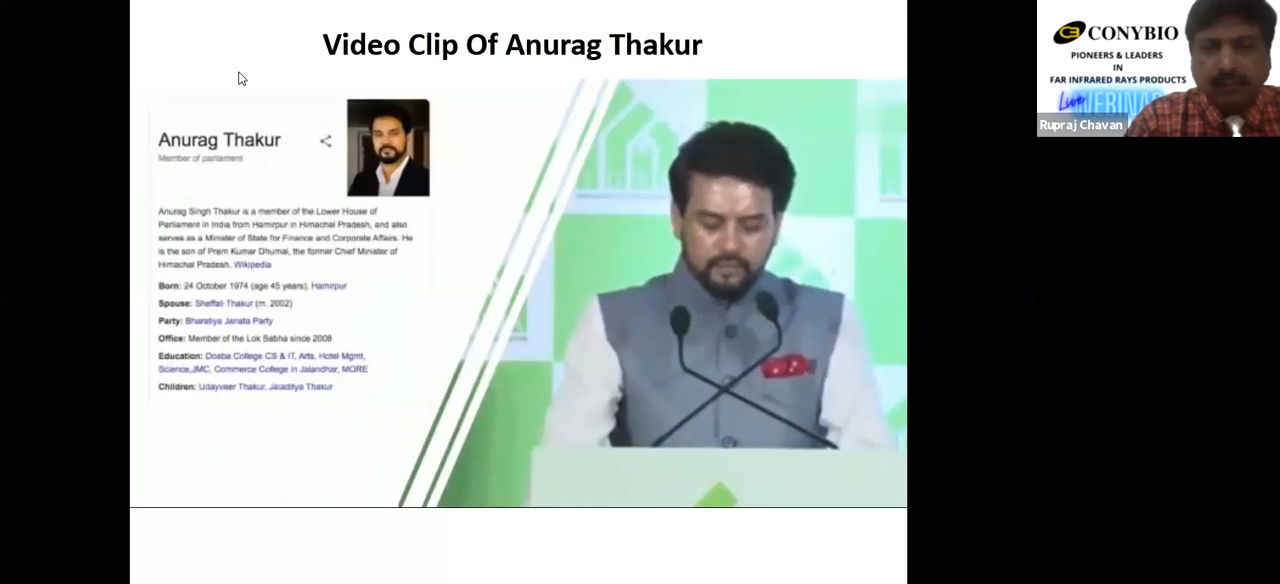 Video Clip Of Anurag Thakur
Anurag Thakur
Member of parliament
Anurag Singh Thakur is a member of the Lower House of
Parliament in India from Hamirpur in Himachal Pradesh, and also
serves as a Minister of State for Finance and Corporate Affairs. He
is the son of Prem Kumar Dhumal, the former Chief Minister of
Himachal Pradesh. Wikipedia
Born: 24 October 1974 (age 45 years), Hamirpur
Spouse: Shefali Thakur (m. 2002)
Party: Bharatiya Janata Party
Office: Member of the Lok Sabha since 2008
Education: Doaba College CS & IT, Arts, Hotel Mgmt,
Science,JMC, Commerce College in Jalandhar, MORE
Children: Udayveer Thakur, Jaiaditya Thakur
CONYBIO
PIONEERS & LEADERS
IN
FAR INFRARED RAYS PRODUCTS
Live WEBINAR
Rupraj Chavan